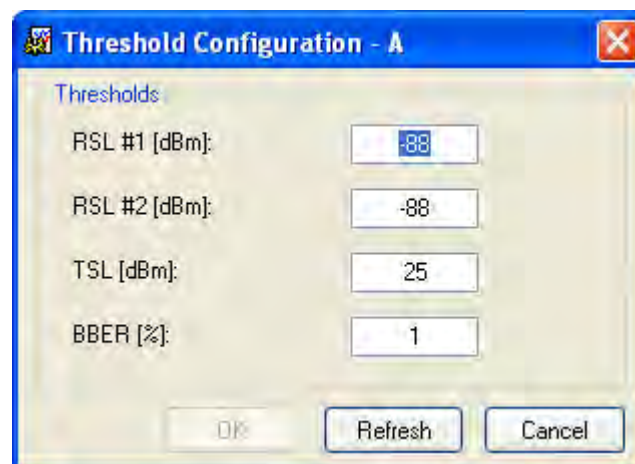 Threshold Configuration - A
Thresholds
RSL #1 [dBm]: -88
RSL #2 [dBm]: -88
TSL [dBm]: 25
BBER [%]: 1
OK Refresh Cancel